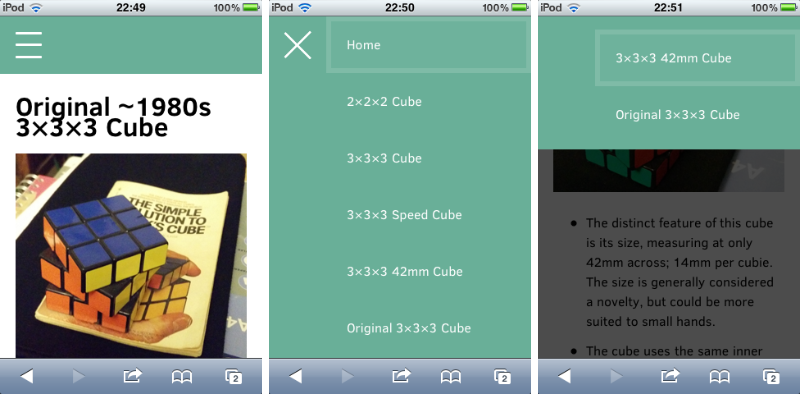 iPod 22:49 100%
Original ~1980s
3×3×3 Cube
THE SIMPLE
SOLUTION TO
CUBE
A4
2
iPod 22:50 100%
Home
2×2×2 Cube
3×3×3 Cube
3×3×3 Speed Cube
3×3×3 42mm Cube
Original 3×3×3 Cube
2
iPod 22:51 100%
3×3×3 42mm Cube
Original 3×3×3 Cube
A4
The distinct feature of this cube
is its size, measuring at only
42mm across; 14mm per cubie.
The size is generally considered
a novelty, but could be more
suited to small hands.
The cube uses the same inner
2